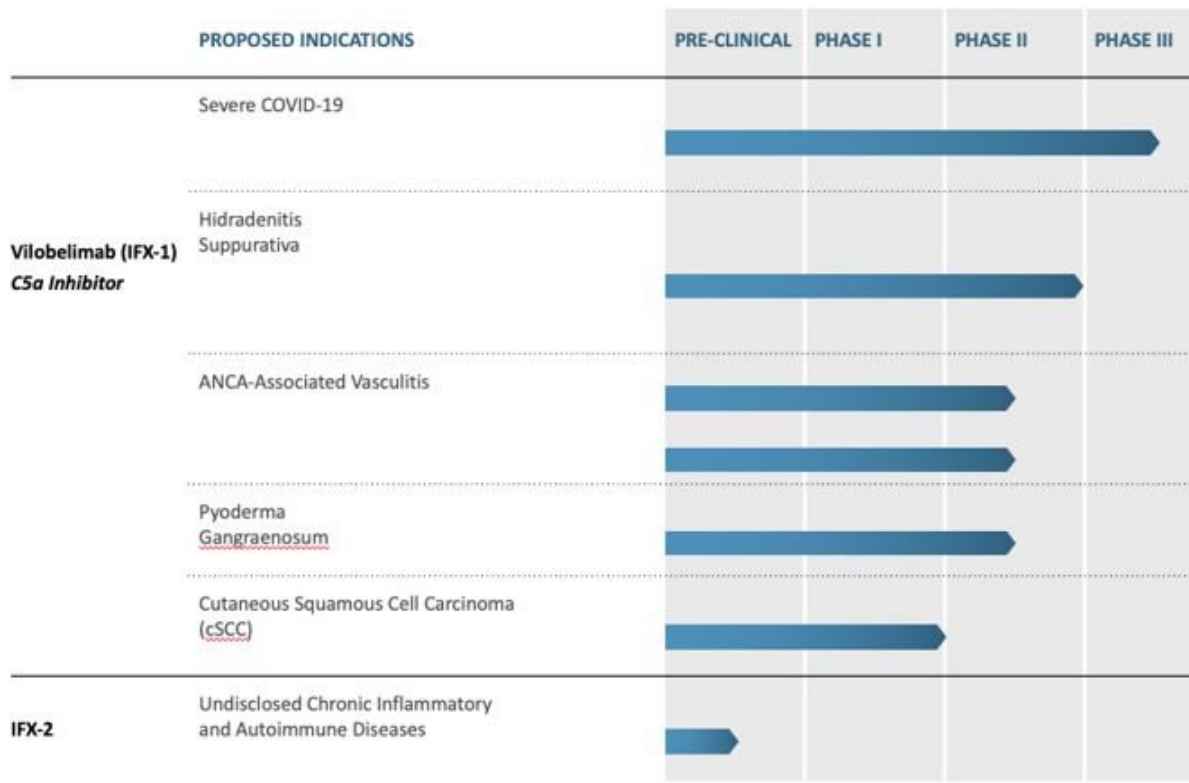 PROPOSED INDICATIONS PRE-CLINICAL PHASE I PHASE II PHASE III
Severe COVID-19
Hidradenitis
Suppurativa
Vilobelimab (IFX-1)
C5a Inhibitor
ANCA-Associated Vasculitis
Pyoderma
Gangraenosum
Cutaneous Squamous Cell Carcinoma
(cSCC)
Undisclosed Chronic Inflammatory
and Autoimmune Diseases
IFX-2